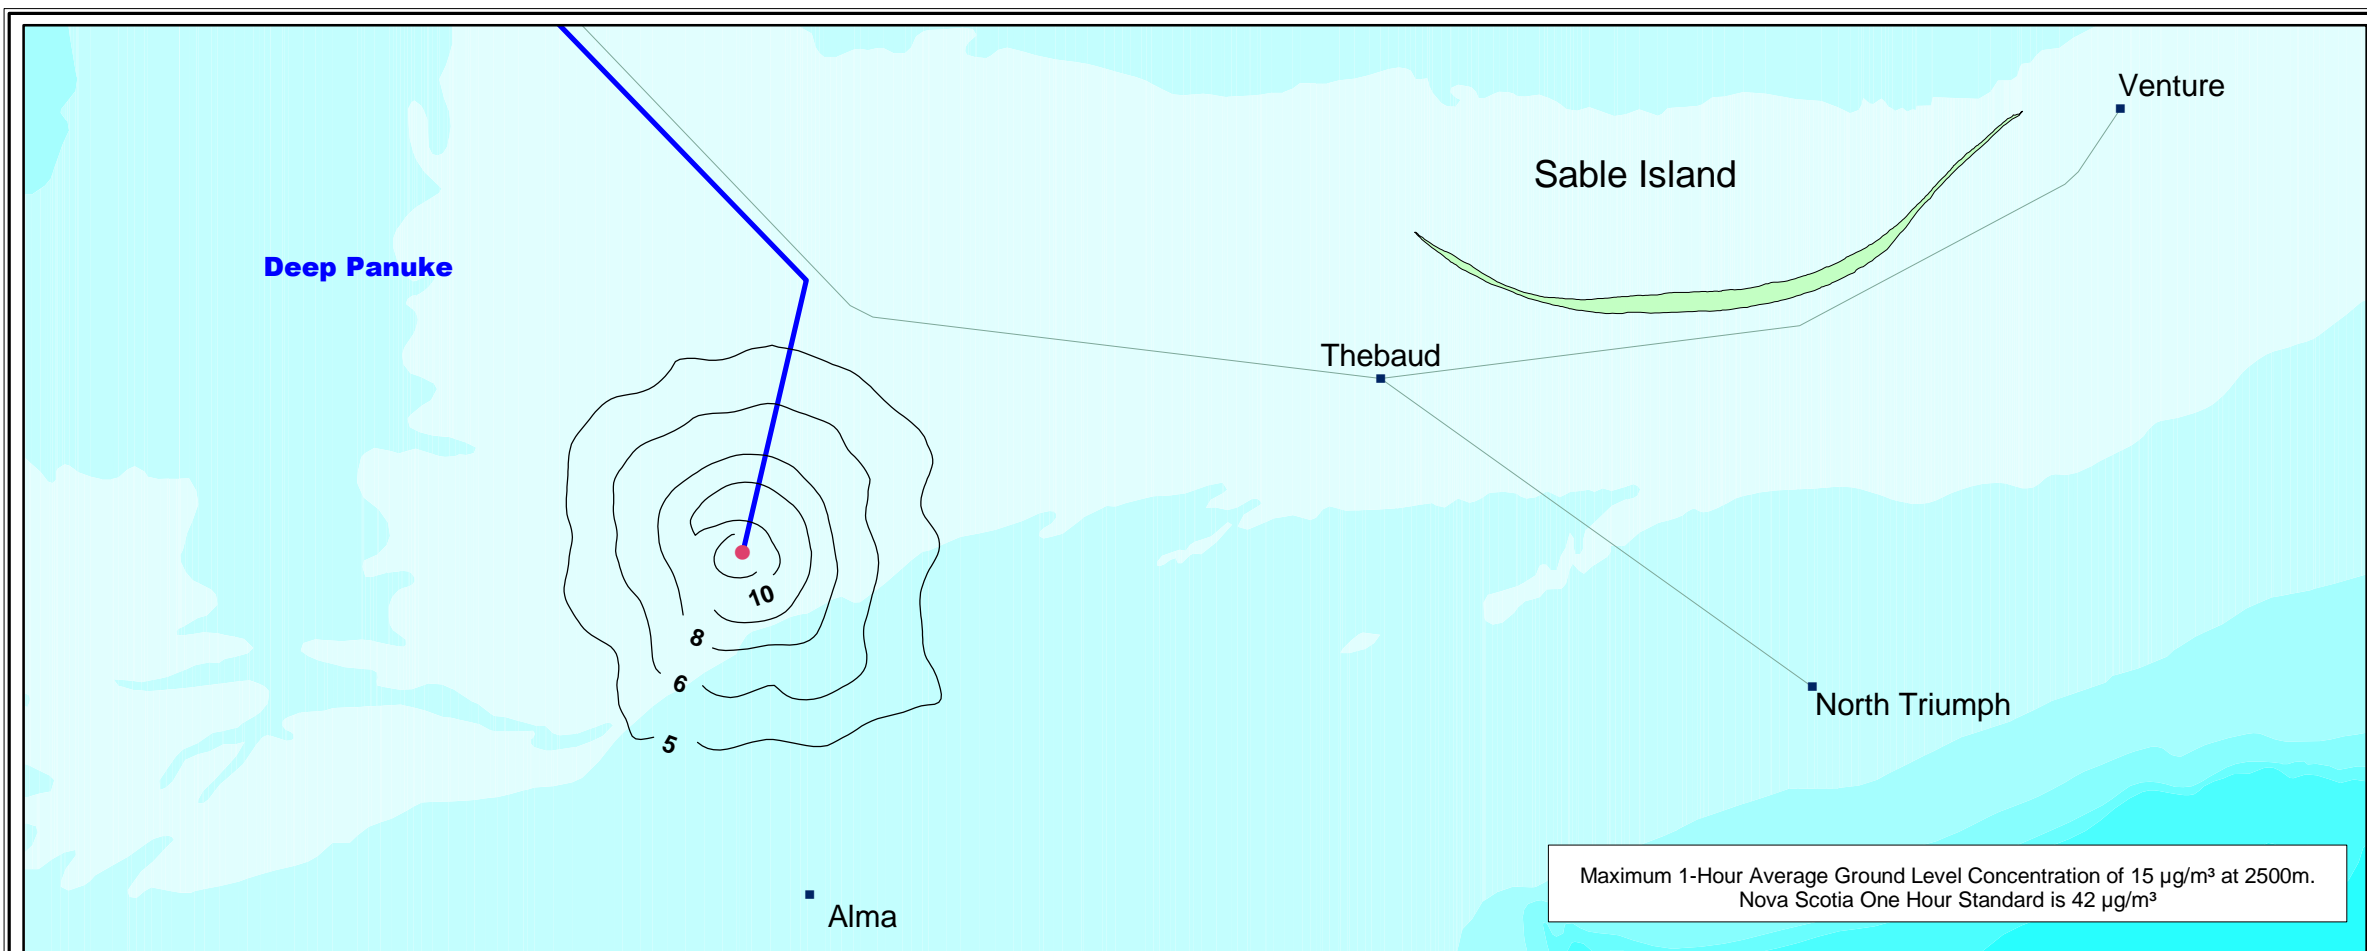 Venture
Sable Island
Deep Panuke
Thebaud
10
8
6
5
North Triumph
Alma
Maximum 1-Hour Average Ground Level Concentration of 15 µg/m³ at 2500m.
Nova Scotia One Hour Standard is 42 µg/m³